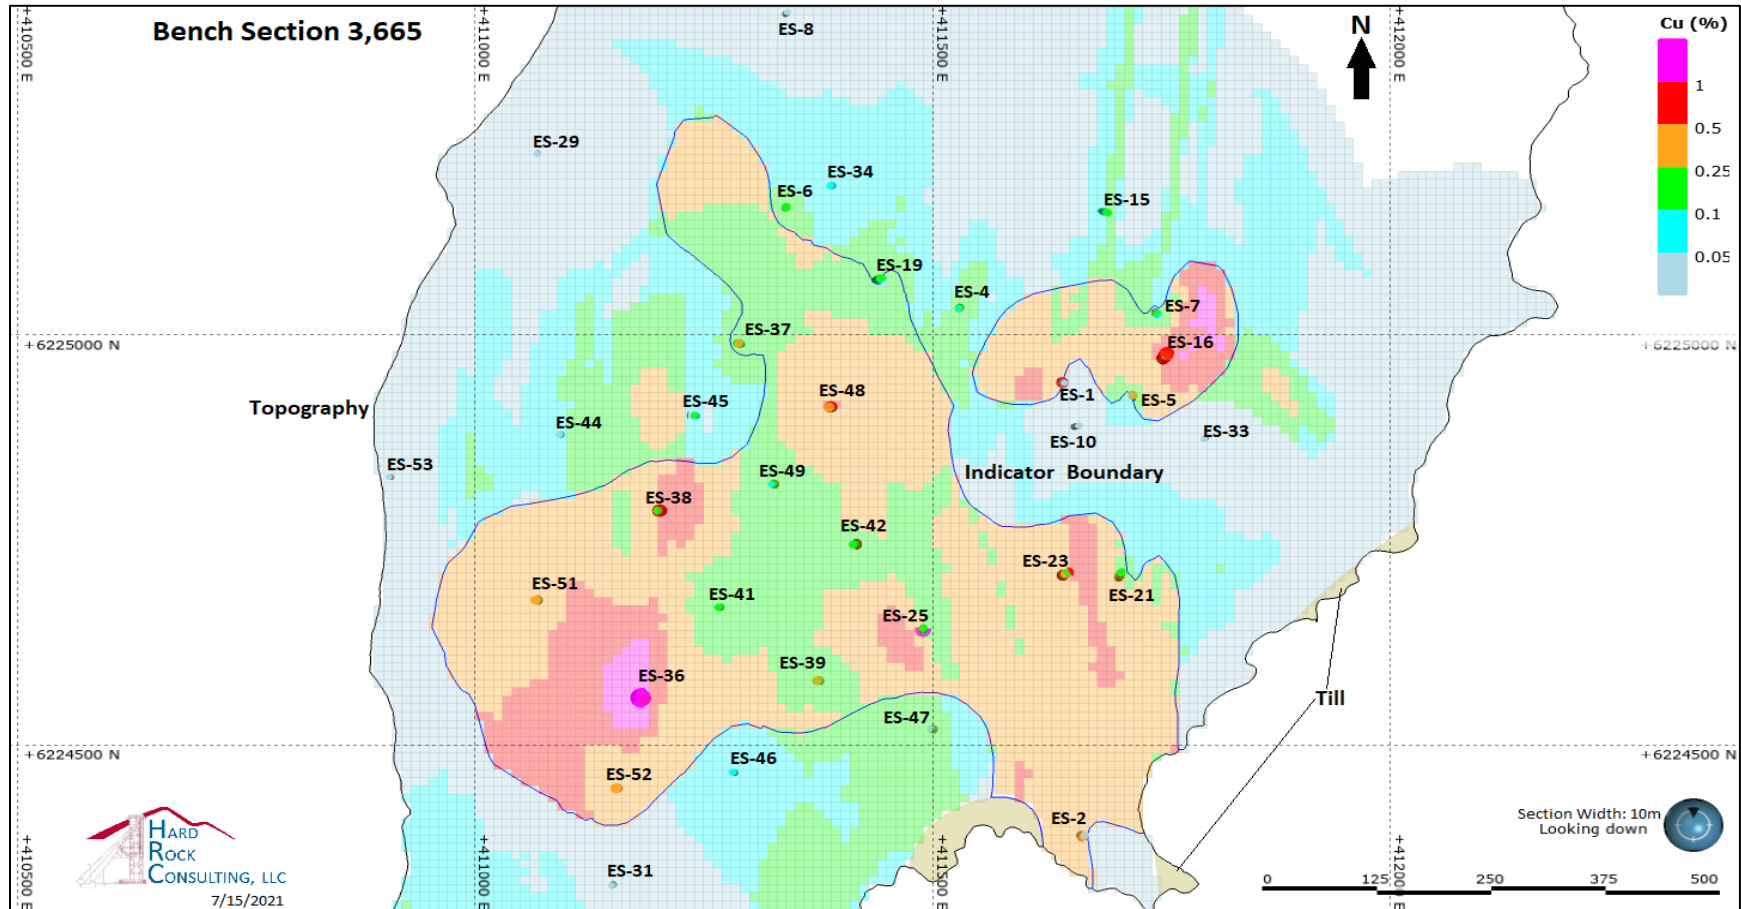 Bench Section 3,665
+410500 E
+411000 E
+411500 E
+412000 E
N
Cu (%)
1
0.5
0.25
0.1
0.05
ES-8
ES-29
ES-34
ES-6
ES-15
ES-19
ES-4
ES-7
ES-37
ES-16
+6225000 N
+6225000 N
ES-48
ES-1
ES-5
Topography
ES-45
ES-44
ES-10
ES-33
ES-53
ES-49
Indicator Boundary
ES-38
ES-42
ES-23
ES-51
ES-41
ES-21
ES-25
ES-39
ES-36
Till
ES-47
+6224500 N
+6224500 N
ES-46
ES-52
ES-2
Section Width: 10m
Looking down
HARD
ROCK
CONSULTING, LLC
7/15/2021
ES-31
+410500 E
+411000 E
+411500 E
+412000 E
0
125
250
375
500